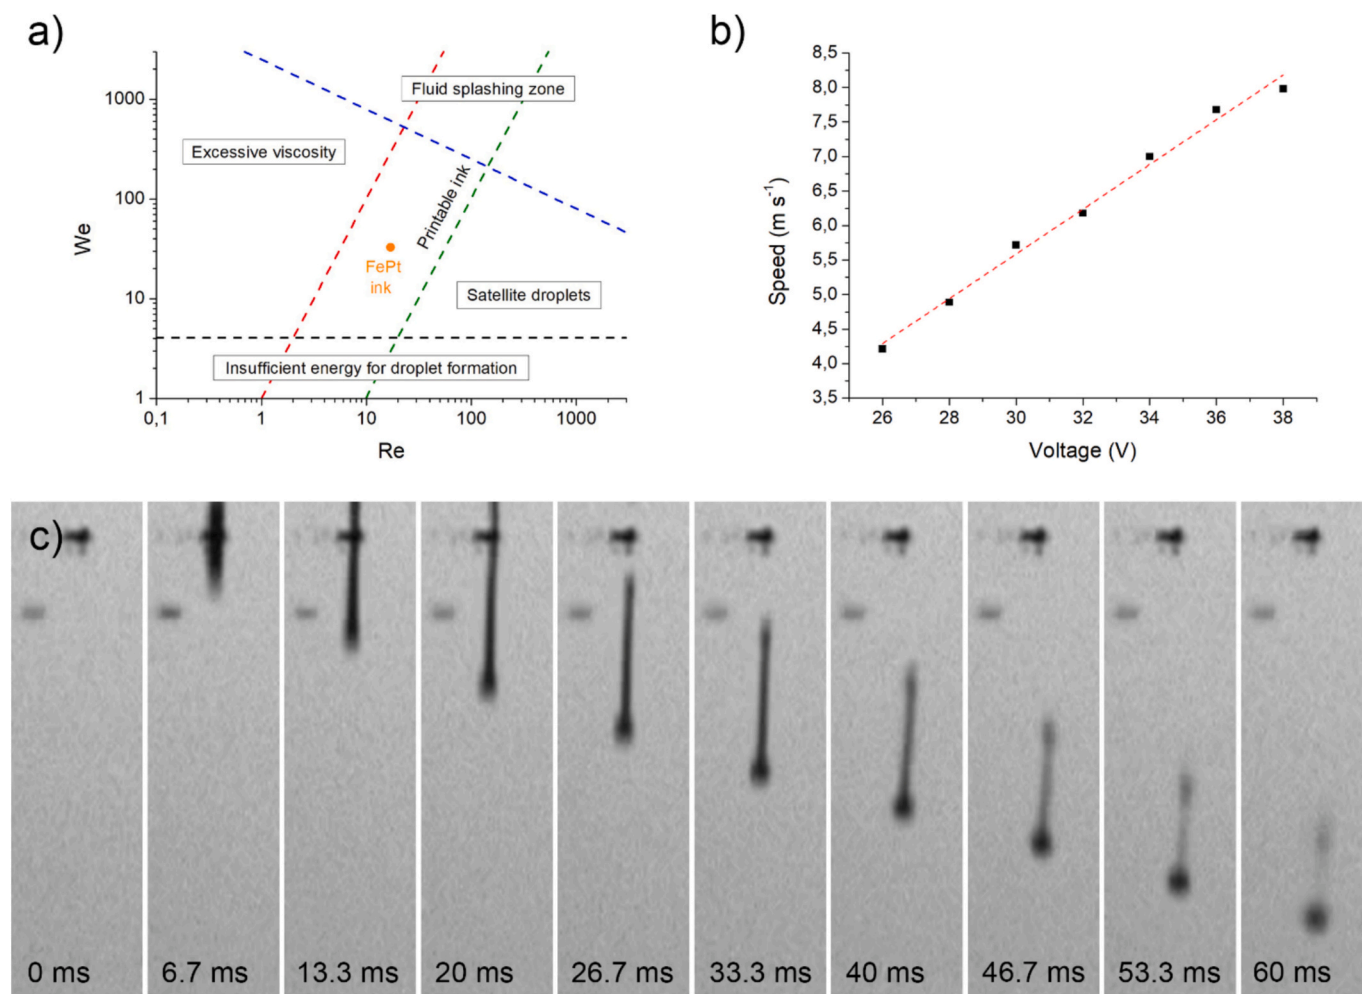 a)
We
1000
100
10
1
0,1
1
10
100
1000
Re
Fluid splashing zone
Excessive viscosity
Printable ink
FePt
ink
Satellite droplets
Insufficient energy for droplet formation
b)
Speed (m s⁻¹)
8,5
8,0
7,5
7,0
6,5
6,0
5,5
5,0
4,5
4,0
3,5
26
28
30
32
34
36
38
Voltage (V)
c)
0 ms
6.7 ms
13.3 ms
20 ms
26.7 ms
33.3 ms
40 ms
46.7 ms
53.3 ms
60 ms